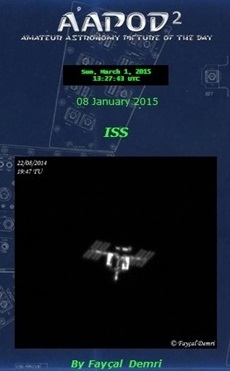 AAPOD2
AMATEUR ASTRONOMY PICTURE OF THE DAY
Sun, March 1, 2015
13:27:43 UTC
08 January 2015
ISS
22/08/2014
19:47 TU
© Fayçal Demri
By Fayçal Demri